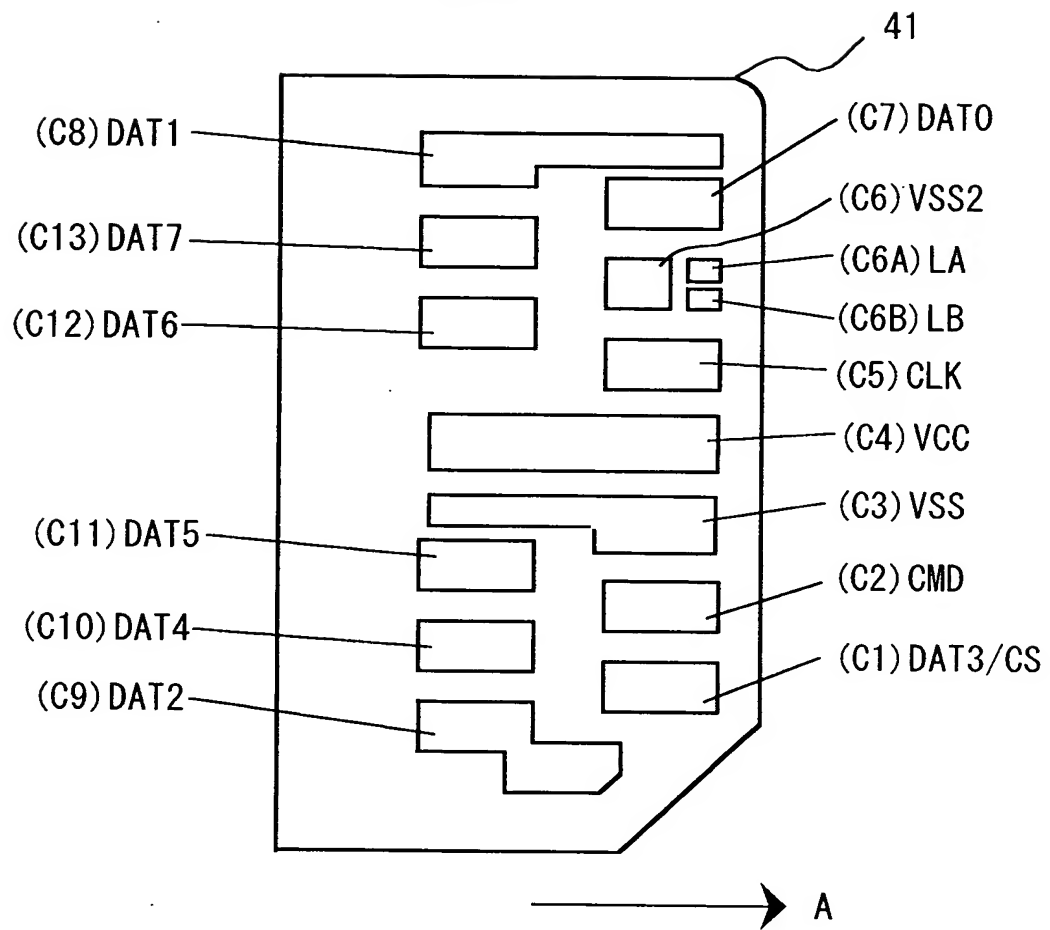 41
(C8)DAT1
(C7)DAT0
(C6)VSS2
(C13)DAT7
(C6A)LA
(C12)DAT6
(C6B)LB
(C5)CLK
(C4)VCC
(C3)VSS
(C11)DAT5
(C2)CMD
(C10)DAT4
(C1)DAT3/CS
(C9)DAT2
A